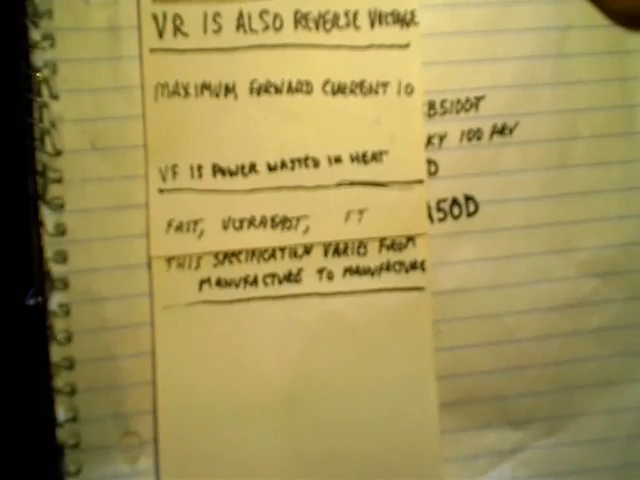 VR IS ALSO REVERSE VOLTAGE
MAXIMUM FORWARD CURRENT IO
VF IS POWER WASTED IN HEAT
FAST, ULTRAFAST, FT
THIS SPECIFICATION VARIES FROM
MANUFACTURE TO MANUFACTURE
B5100T
KY 100 PRV
D
150D